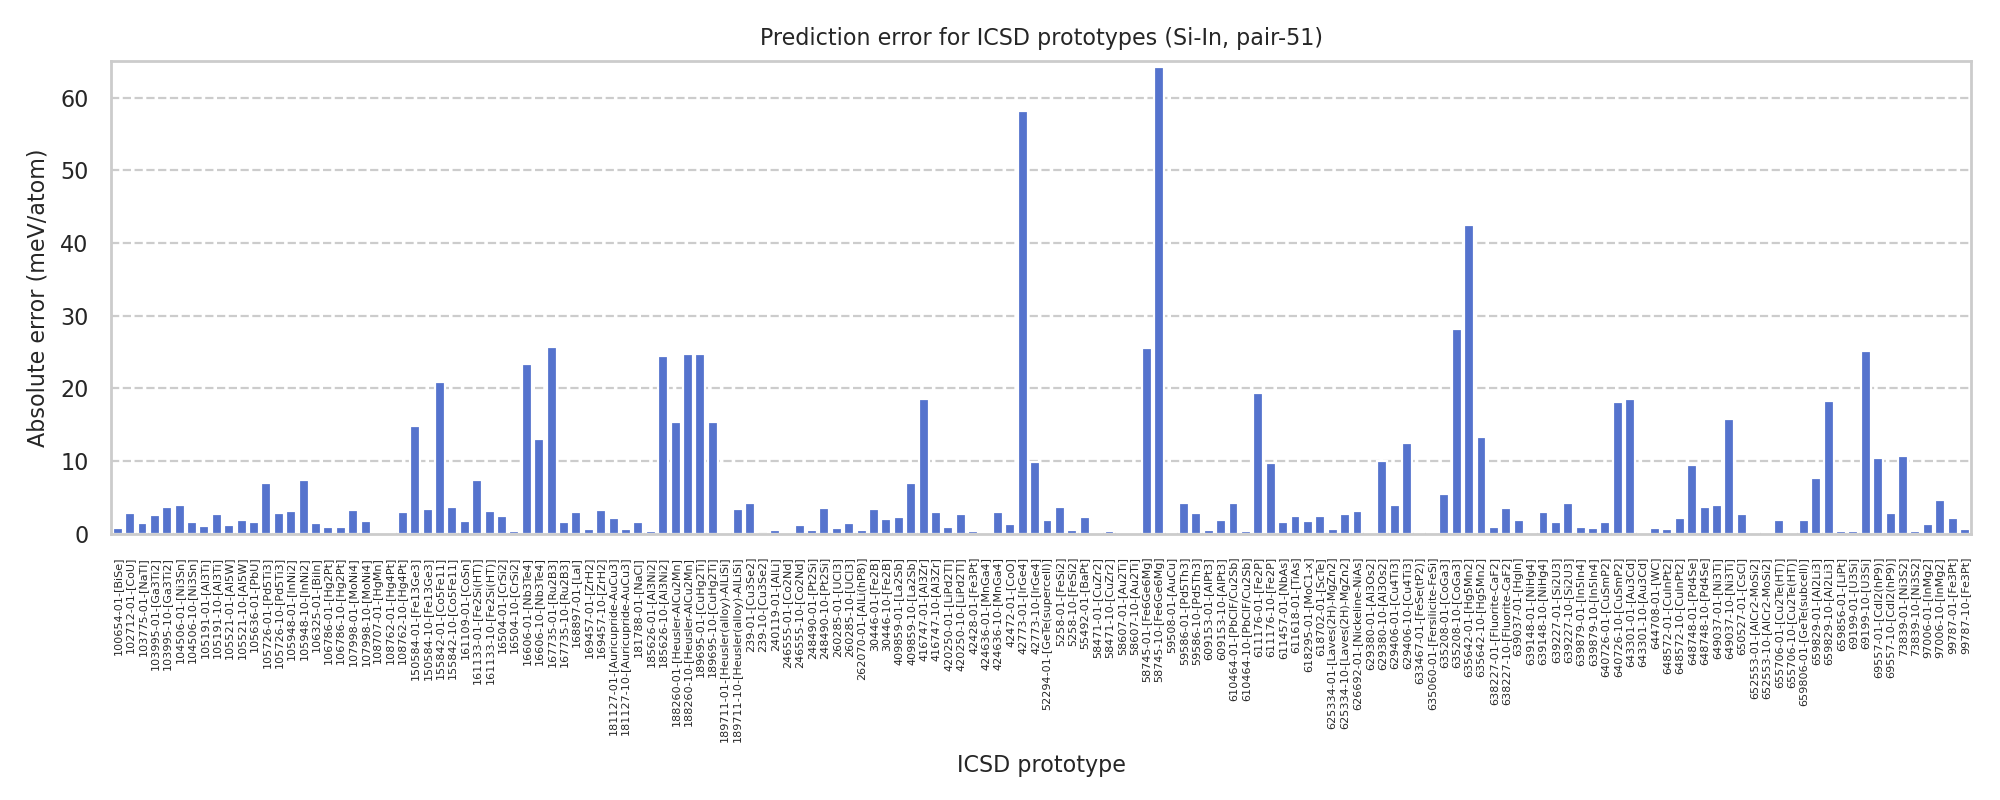 Prediction error for ICSD prototypes (Si-In, pair-51)
Absolute error (meV/atom)
60
50
40
30
20
10
0
100654-01-[BiSe]
102712-01-[CoU]
103775-01-[NaTl]
103995-01-[Ga3Ti2]
103995-10-[Ga3Ti2]
104506-01-[Ni3Sn]
104506-10-[Ni3Sn]
105191-01-[Al3Ti]
105191-10-[Al3Ti]
105521-01-[Al5W]
105521-10-[Al5W]
105636-01-[PbU]
105726-01-[Pd5Ti3]
105726-10-[Pd5Ti3]
105948-01-[InNi2]
105948-10-[InNi2]
106325-01-[BiIn]
106786-01-[Hg2Pt]
106786-10-[Hg2Pt]
107998-01-[MoNi4]
107998-10-[MoNi4]
108707-01-[HgMn]
108762-01-[Hg4Pt]
108762-10-[Hg4Pt]
150584-01-[Fe13Ge3]
150584-10-[Fe13Ge3]
155842-01-[Co5Fe11]
155842-10-[Co5Fe11]
161109-01-[CoSn]
161133-01-[Fe2Si(HT)]
161133-10-[Fe2Si(HT)]
16504-01-[CrSi2]
16504-10-[CrSi2]
16606-01-[Nb3Te4]
16606-10-[Nb3Te4]
167735-01-[Ru2B3]
167735-10-[Ru2B3]
168897-01-[LaI]
169457-01-[ZrH2]
169457-10-[ZrH2]
181127-01-[Auricupride-AuCu3]
181127-10-[Auricupride-AuCu3]
181788-01-[NaCl]
185626-01-[Al3Ni2]
185626-10-[Al3Ni2]
188260-01-[Heusler-AlCu2Mn]
188260-10-[Heusler-AlCu2Mn]
189695-01-[CuHg2Ti]
189695-10-[CuHg2Ti]
189711-01-[Heusler(alloy)-AlLiSi]
189711-10-[Heusler(alloy)-AlLiSi]
239-01-[Cu3Se2]
239-10-[Cu3Se2]
240119-01-[AlLi]
246555-01-[Co2Nd]
246555-10-[Co2Nd]
248490-01-[Pt2Si]
248490-10-[Pt2Si]
260285-01-[UCl3]
260285-10-[UCl3]
262070-01-[AlLi(hP8)]
30446-01-[Fe2B]
30446-10-[Fe2B]
409859-01-[La2Sb]
409859-10-[La2Sb]
416747-01-[Al3Zr]
416747-10-[Al3Zr]
420250-01-[LiPd2Tl]
420250-10-[LiPd2Tl]
42428-01-[Fe3Pt]
424636-01-[MnGa4]
424636-10-[MnGa4]
42472-01-[CoO]
42773-01-[IrGe4]
42773-10-[IrGe4]
52294-01-[GeTe(supercell)]
5258-01-[FeSi2]
5258-10-[FeSi2]
55492-01-[BaPt]
58471-01-[CuZr2]
58471-10-[CuZr2]
58607-01-[Au2Ti]
58607-10-[Au2Ti]
58745-01-[Fe6Ge6Mg]
58745-10-[Fe6Ge6Mg]
59508-01-[AuCu]
59586-01-[Pd5Th3]
59586-10-[Pd5Th3]
609153-01-[AlPt3]
609153-10-[AlPt3]
610464-01-[PbClF/Cu2Sb]
610464-10-[PbClF/Cu2Sb]
611176-01-[Fe2P]
611176-10-[Fe2P]
611457-01-[NbAs]
611618-01-[TiAs]
618295-01-[MoC1-x]
618702-01-[ScTe]
625334-01-[Laves(2H)-MgZn2]
625334-10-[Laves(2H)-MgZn2]
626692-01-[Nickeline-NiAs]
629380-01-[Al3Os2]
629380-10-[Al3Os2]
629406-01-[Cu4Ti3]
629406-10-[Cu4Ti3]
633467-01-[FeSe(tP2)]
635060-01-[Fersilicite-FeSi]
635208-01-[CoGa3]
635208-10-[CoGa3]
635642-01-[Hg5Mn2]
635642-10-[Hg5Mn2]
638227-01-[Fluorite-CaF2]
638227-10-[Fluorite-CaF2]
639037-01-[HgIn]
639148-01-[NiHg4]
639148-10-[NiHg4]
639227-01-[Si2U3]
639227-10-[Si2U3]
639879-01-[In5In4]
639879-10-[In5In4]
640726-01-[CuSmP2]
640726-10-[CuSmP2]
643301-01-[Au3Cd]
643301-10-[Au3Cd]
644708-01-[WC]
648572-01-[CuInPt2]
648572-10-[CuInPt2]
648748-01-[Pd4Se]
648748-10-[Pd4Se]
649037-01-[Ni3Ti]
649037-10-[Ni3Ti]
650527-01-[CsCl]
652553-01-[AlCr2-MoSi2]
652553-10-[AlCr2-MoSi2]
655706-01-[Cu2Te(HT)]
655706-10-[Cu2Te(HT)]
659806-01-[GeTe(subcell)]
659829-01-[Al2Li3]
659829-10-[Al2Li3]
659856-01-[LiPt]
69199-01-[U3Si]
69199-10-[U3Si]
69557-01-[CdI2(hP9)]
69557-10-[CdI2(hP9)]
73839-01-[Ni3S2]
73839-10-[Ni3S2]
97006-01-[InMg2]
97006-10-[InMg2]
99787-01-[Fe3Pt]
99787-10-[Fe3Pt]
ICSD prototype